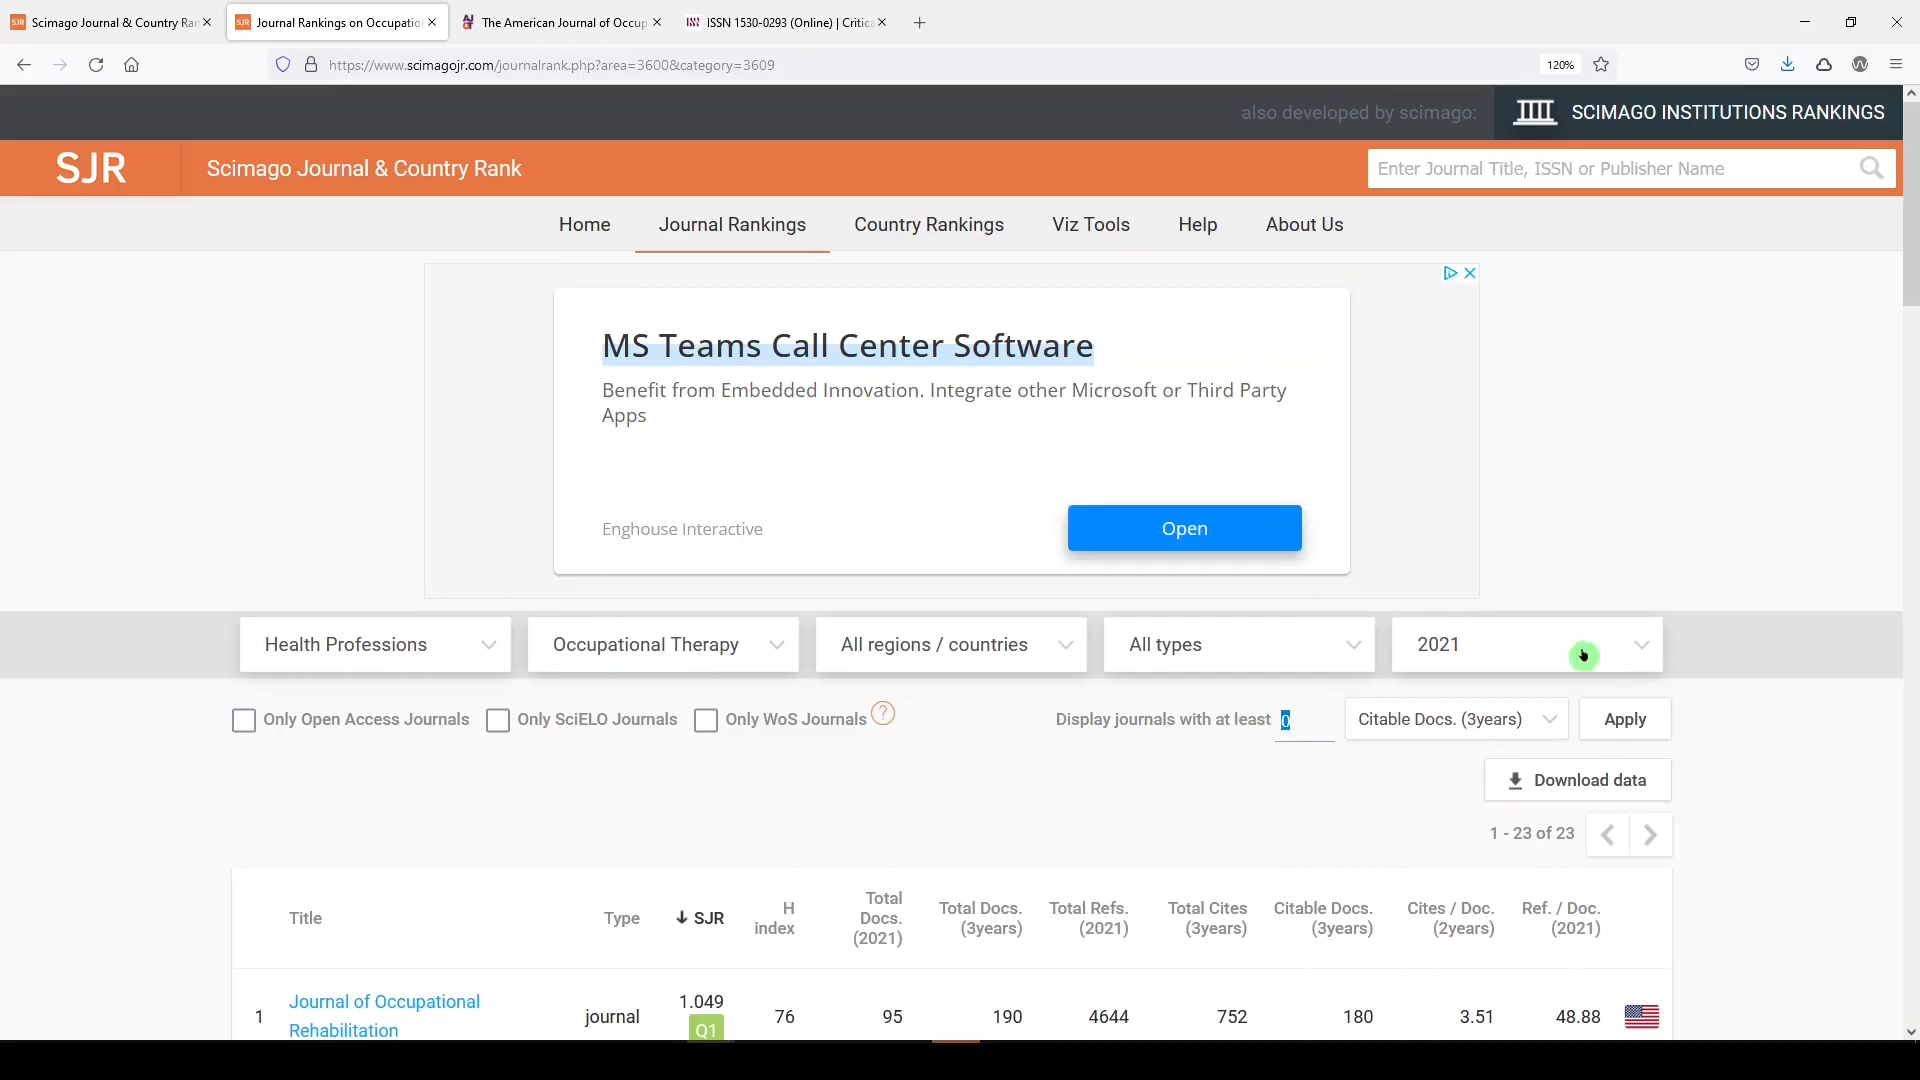 Journal & Country Ra
Journal Rankings on Occupatio
The American Journal of Occup
ISSN 1530-0293 (Online) | Critic
https://www.scimagojr.com/journalrank.php?area=3600&category=3609
120%
also developed by scimago:
SCIMAGO INSTITUTIONS RANKINGS
SJR
Scimago Journal & Country Rank
Enter Journal Title, ISSN or Publisher Name
Home
Journal Rankings
Country Rankings
Viz Tools
Help
About Us
MS Teams Call Center Software
Benefit from Embedded Innovation. Integrate other Microsoft or Third Party
Apps
Enghouse Interactive
Open
Health Professions
Occupational Therapy
All regions / countries
All types
2021
Only Open Access Journals
Only SciELO Journals
Only WoS Journals
?
Display journals with at least
0
Citable Docs. (3years)
Apply
Download data
1 - 23 of 23
Title
Type
SJR
H
index
Total
Docs.
(2021)
Total Docs.
(3years)
Total Refs.
(2021)
Total Cites
(3years)
Citable Docs.
(3years)
Cites / Doc.
(2years)
Ref. / Doc.
(2021)
1
Journal of Occupational
Rehabilitation
journal
1.049
Q1
76
95
190
4644
752
180
3.51
48.88